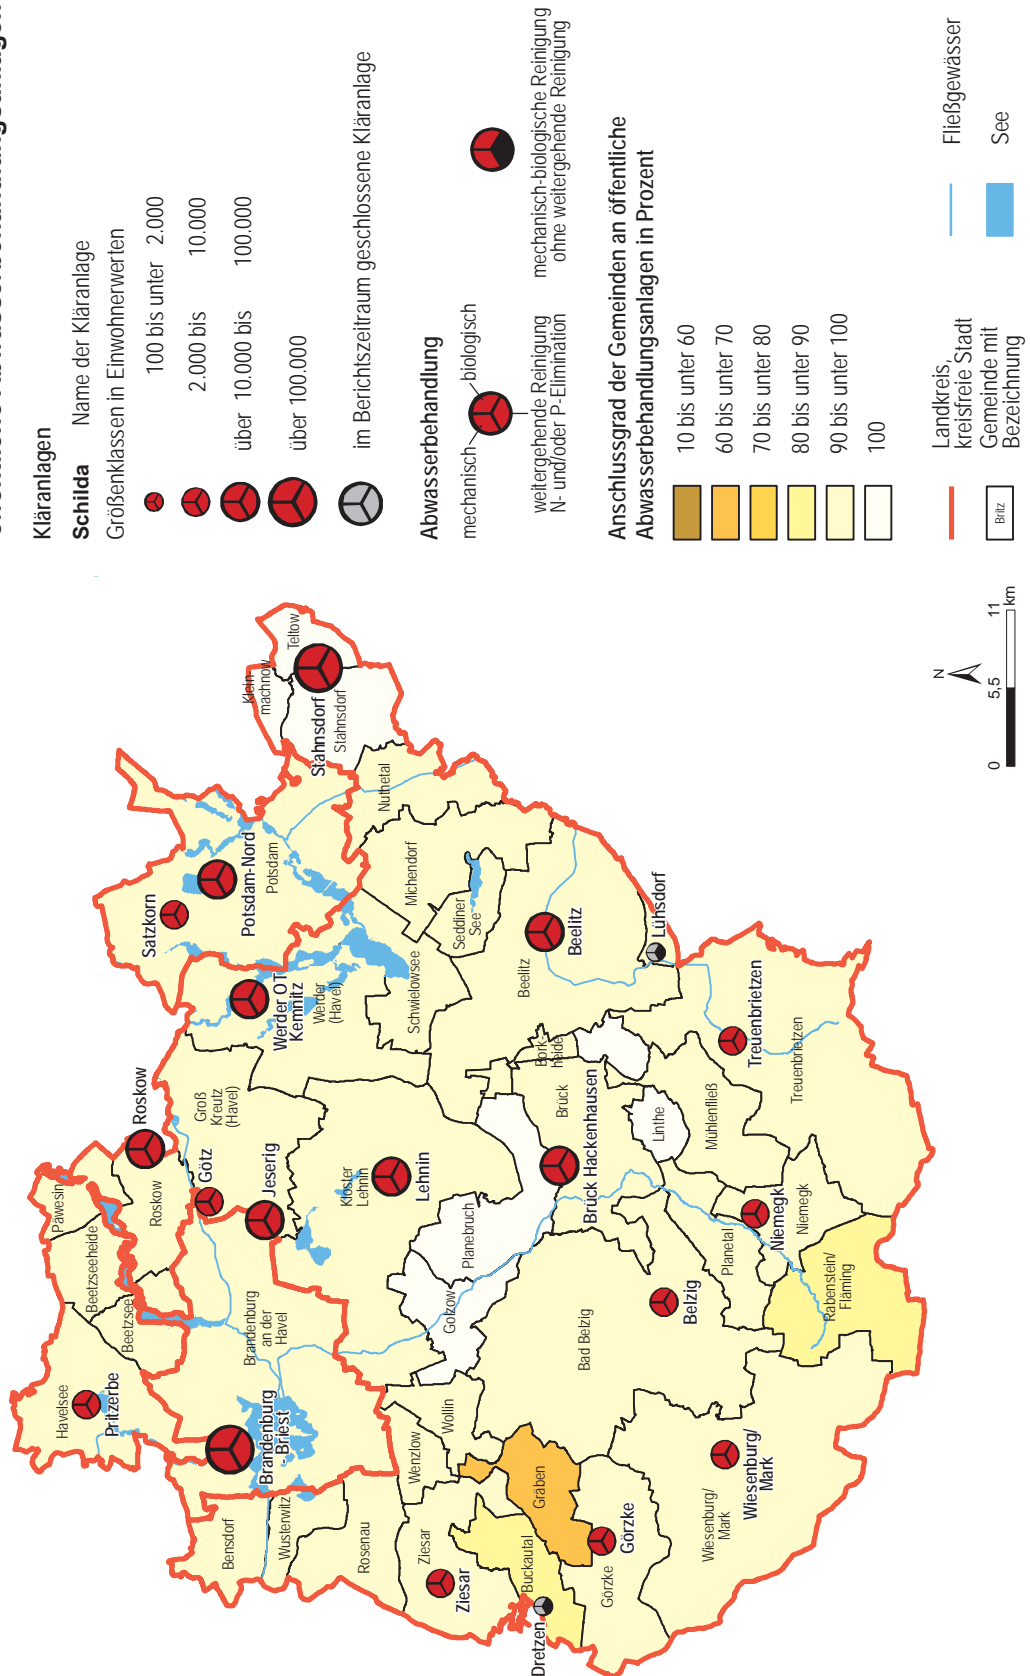 Kläranlagen
Schilda Name der Kläranlage
Größenklassen in Einwohnerwerten
100 bis unter 2.000
2.000 bis 10.000
über 10.000 bis 100.000
über 100.000
im Berichtszeitraum geschlossene Kläranlage
Abwasserbehandlung
mechanisch
biologisch
weitergehende Reinigung
N- und/oder P-Elimination
mechanisch-biologische Reinigung
ohne weitergehende Reinigung
Anschlussgrad der Gemeinden an öffentliche
Abwasserbehandlungsanlagen in Prozent
10 bis unter 60
60 bis unter 70
70 bis unter 80
80 bis unter 90
90 bis unter 100
100
Landkreis,
kreisfreie Stadt
Britz
Gemeinde mit
Bezeichnung
Fließgewässer
See
N
0
5,5
11
km
Havelsee
Pritzerbe
Beetzsee
Beetzseeheide
Päwesin
Roskow
Roskow
Götz
Jeserig
Groß
Kreutz
(Havel)
Brandenburg
- Briest
Brandenburg
an der
Havel
Bensdorf
Wusterwitz
Rosenau
Wenzlow
Wollin
Ziesar
Ziesar
Buckautal
Dretzen
Gräben
Görzke
Görzke
Golzow
Planebruch
Kloster
Lehnin
Lehnin
Werder OT
Kemnitz
Werder
(Havel)
Satzkorn
Potsdam-Nord
Potsdam
Klein
machnow
Teltow
Stahnsdorf
Stahnsdorf
Nuthetal
Michendorf
Seddiner
See
Schwielowsee
Beelitz
Beelitz
Lühsdorf
Bork-
heide
Brück
Brück Hackenhausen
Linthe
Mühlenfließ
Treuenbrietzen
Treuenbrietzen
Bad Belzig
Belzig
Planetal
Niemegk
Niemegk
Rabenstein/
Fläming
Wiesenburg/
Mark
Wiesenburg/
Mark